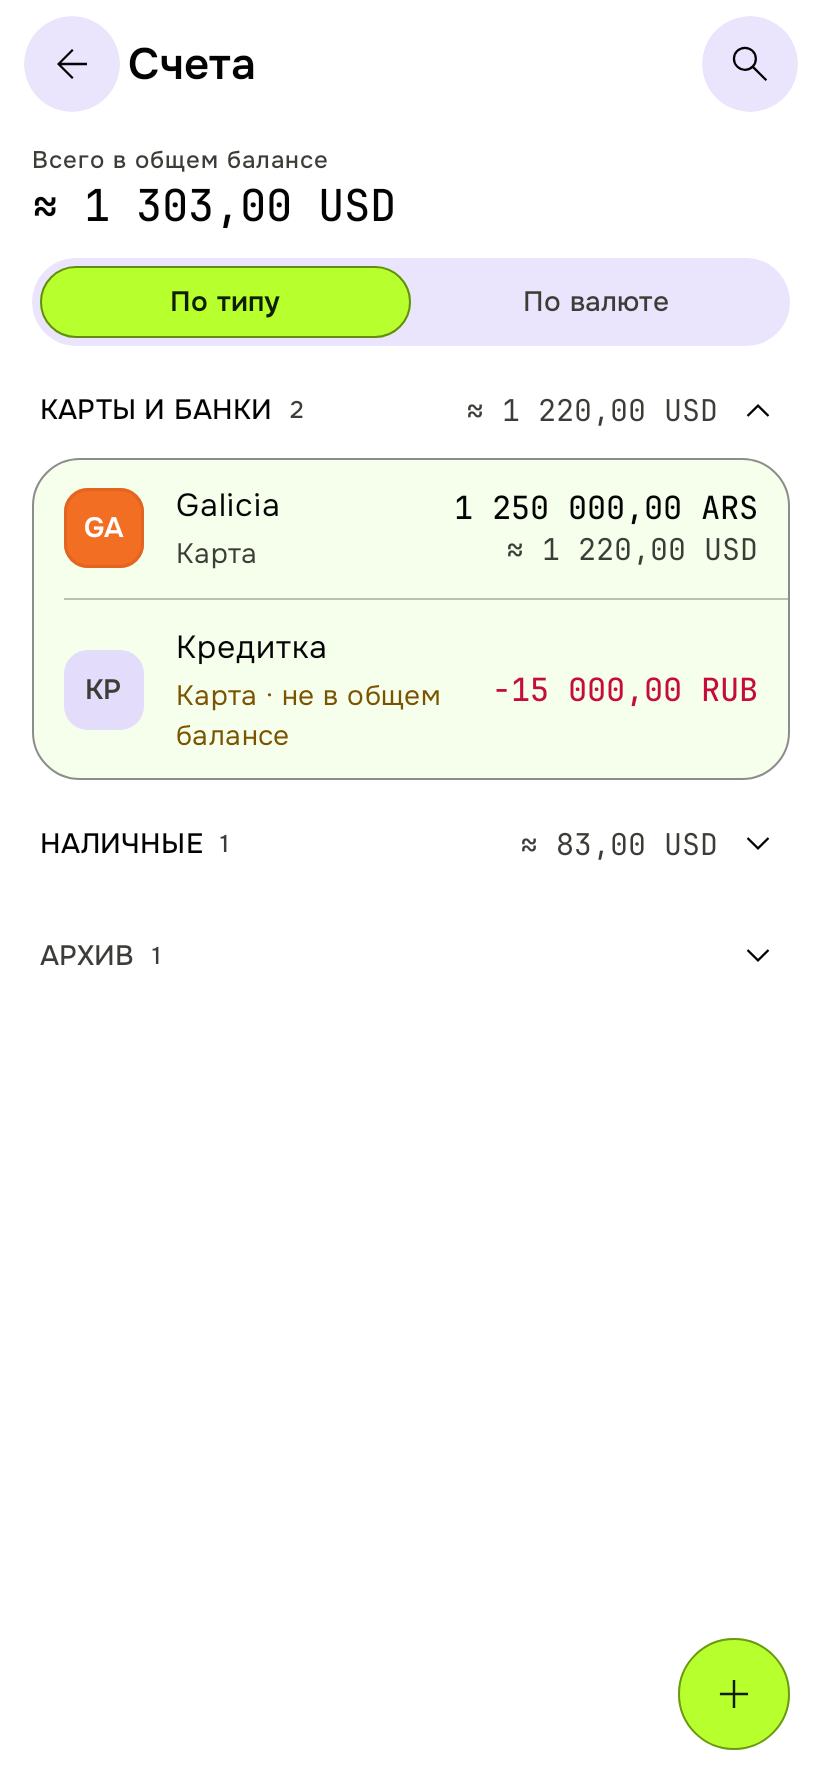 Счета
Всего в общем балансе
≈ 1 303,00 USD
По типу
По валюте
КАРТЫ И БАНКИ 2
≈ 1 220,00 USD
GA
Galicia
1 250 000,00 ARS
Карта
≈ 1 220,00 USD
КР
Кредитка
Карта · не в общем
балансе
-15 000,00 RUB
НАЛИЧНЫЕ 1
≈ 83,00 USD
АРХИВ 1